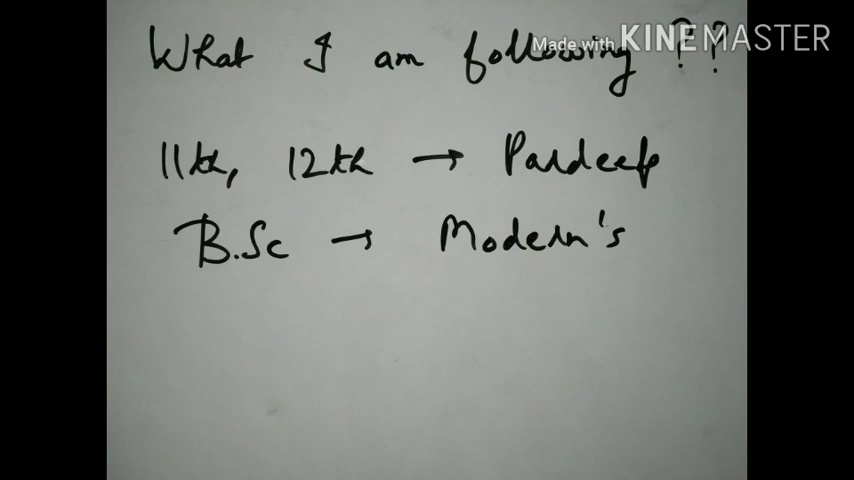 What I am following ??
Made with KINEMASTER
11th, 12th → Pardeep
B.Sc → Modern's